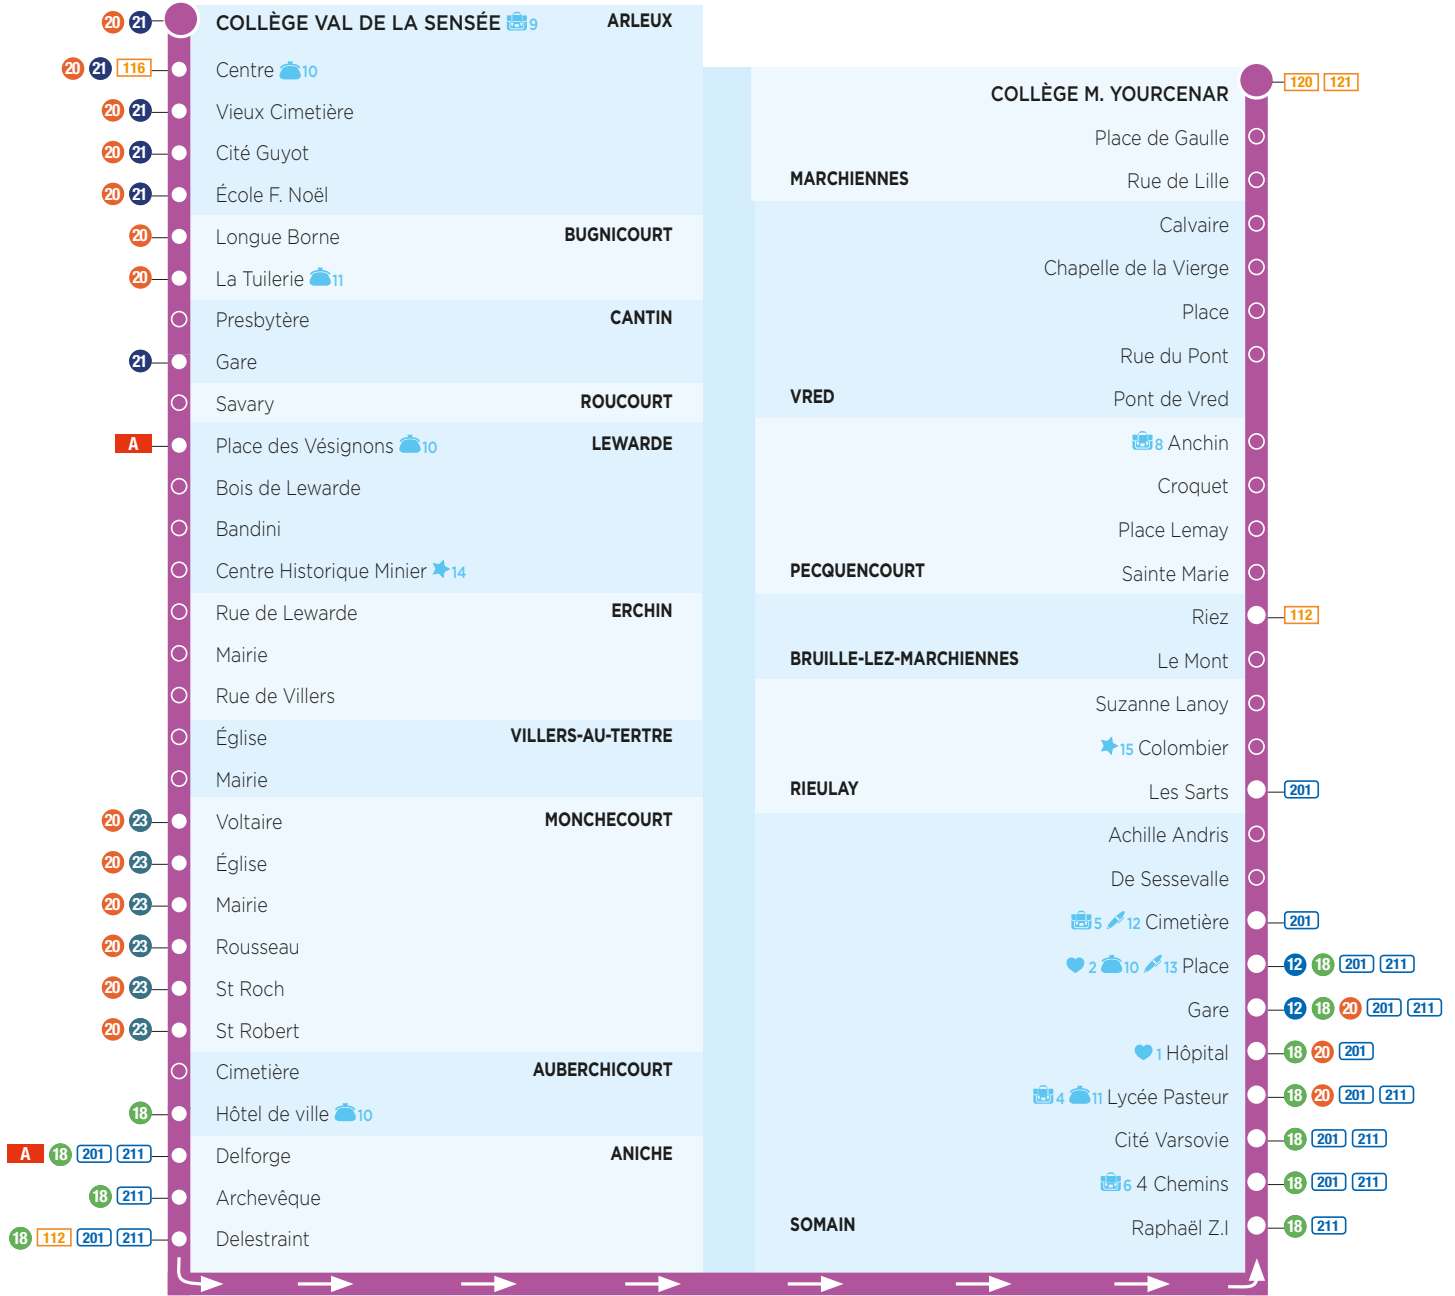 20 21 COLLÈGE VAL DE LA SENSÉE 9 ARLEUX
20 21 116 Centre 10
20 21 Vieux Cimetière
20 21 Cité Guyot
20 21 École F. Noël
20 Longue Borne BUGNICOURT
20 La Tuilerie 11
Presbytère CANTIN
21 Gare
Savary ROUCOURT
A Place des Vésignons 10 LEWARDE
Bois de Lewarde
Bandini
Centre Historique Minier 14
Rue de Lewarde ERCHIN
Mairie
Rue de Villers
Église VILLERS-AU-TERTRE
Mairie
20 23 Voltaire MONCHECOURT
20 23 Église
20 23 Mairie
20 23 Rousseau
20 23 St Roch
20 23 St Robert
Cimetière AUBERCHICOURT
18 Hôtel de ville 10
A 18 201 211 Delforge ANICHE
18 211 Archevêque
18 112 201 211 Delestraint
COLLÈGE M. YOURCENAR 120 121
Place de Gaulle
MARCHIENNES Rue de Lille
Calvaire
Chapelle de la Vierge
Place
Rue du Pont
VRED Pont de Vred
8 Anchin
Croquet
Place Lemay
PECQUENCOURT Sainte Marie
Riez 112
BRUILLE-LEZ-MARCHIENNES Le Mont
Suzanne Lanoy
15 Colombier
RIEULAY Les Sarts 201
Achille Andris
De Sessevalle
5 12 Cimetière 201
2 10 13 Place 12 18 201 211
Gare 12 18 20 201 211
1 Hôpital 18 20 201
4 11 Lycée Pasteur 18 20 201 211
Cité Varsovie 18 201 211
6 4 Chemins 18 201 211
SOMAIN Raphaël Z.I 18 211